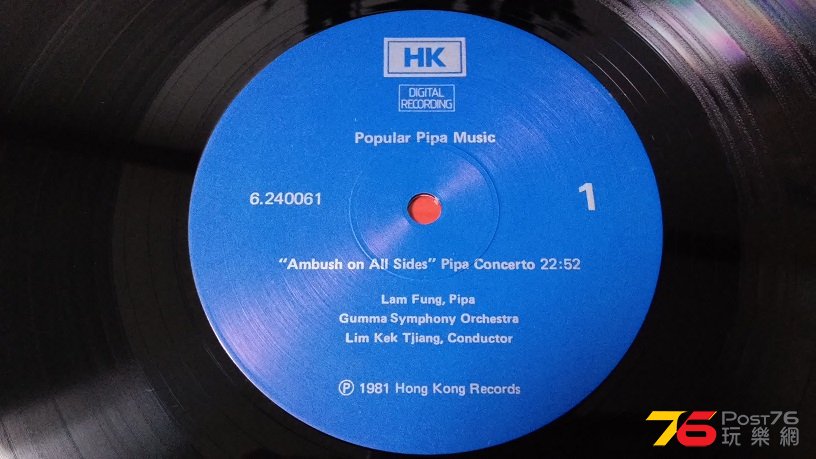 HK
DIGITAL
RECORDING
Popular Pipa Music
6.240061
1
"Ambush on All Sides" Pipa Concerto 22:52
Lam Fung, Pipa
Gumma Symphony Orchestra
Lim Kek Tjiang, Conductor
Ⓟ 1981 Hong Kong Records
76 Post76
玩樂網